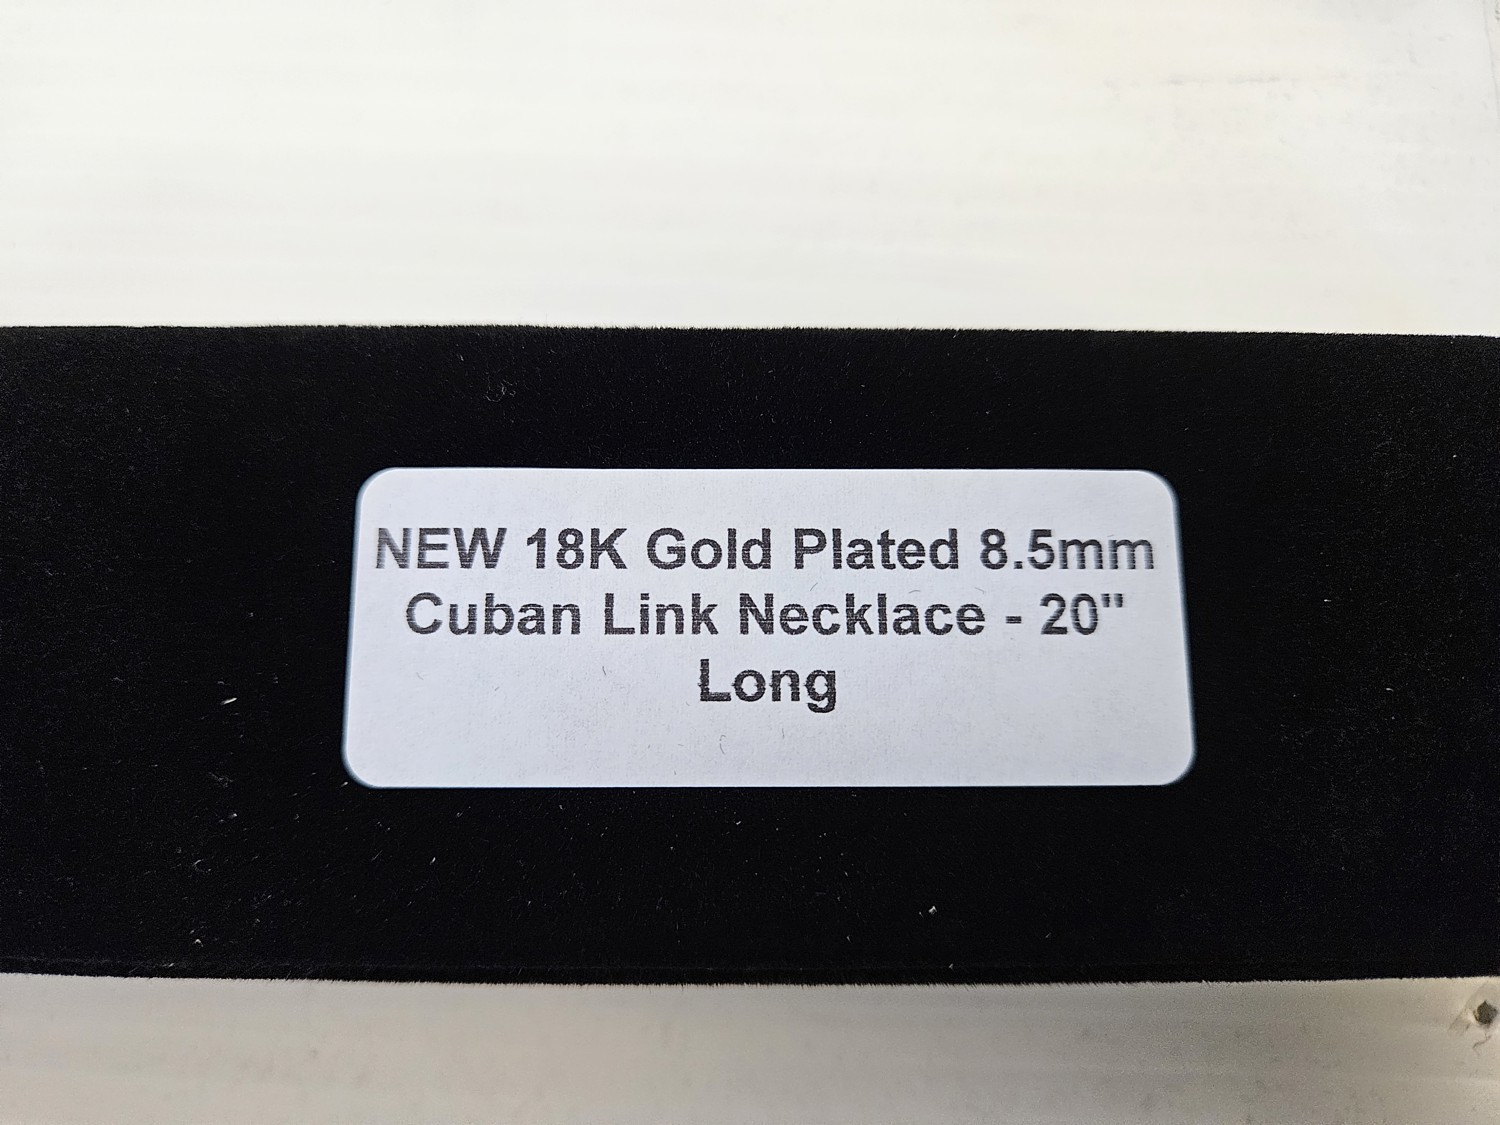 NEW 18K Gold Plated 8.5mm
Cuban Link Necklace - 20"
Long